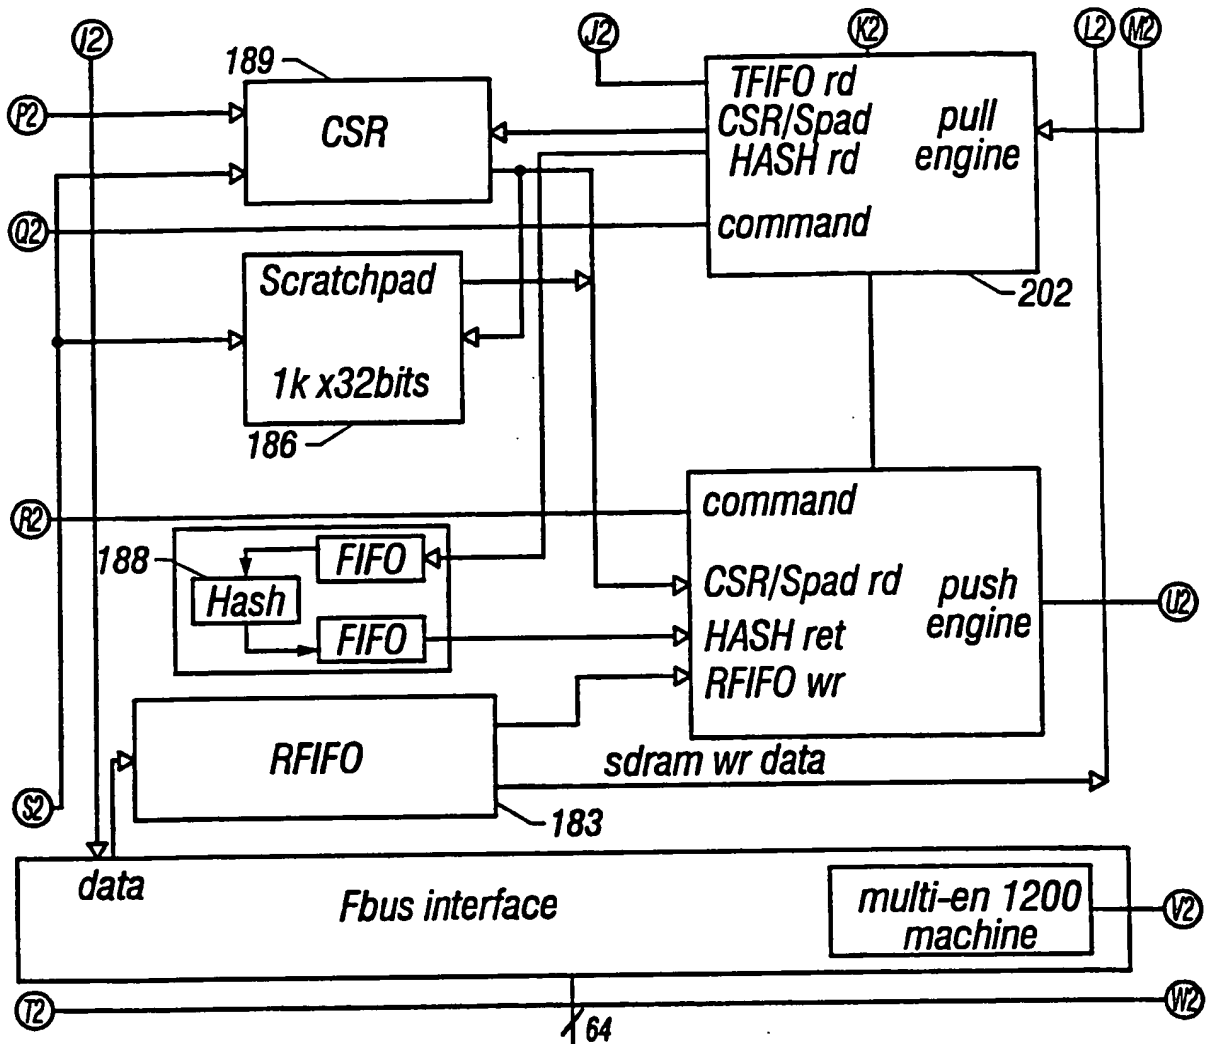 I2
J2
K2
L2
M2
189
P2
CSR
TFIFO rd
CSR/Spad
HASH rd
pull
engine
Q2
command
Scratchpad
1k x32bits
202
186
R2
command
188
FIFO
Hash
FIFO
CSR/Spad rd
HASH ret
RFIFO wr
push
engine
U2
RFIFO
sdram wr data
S2
183
data
Fbus interface
multi-en 1200
machine
V2
T2
64
W2